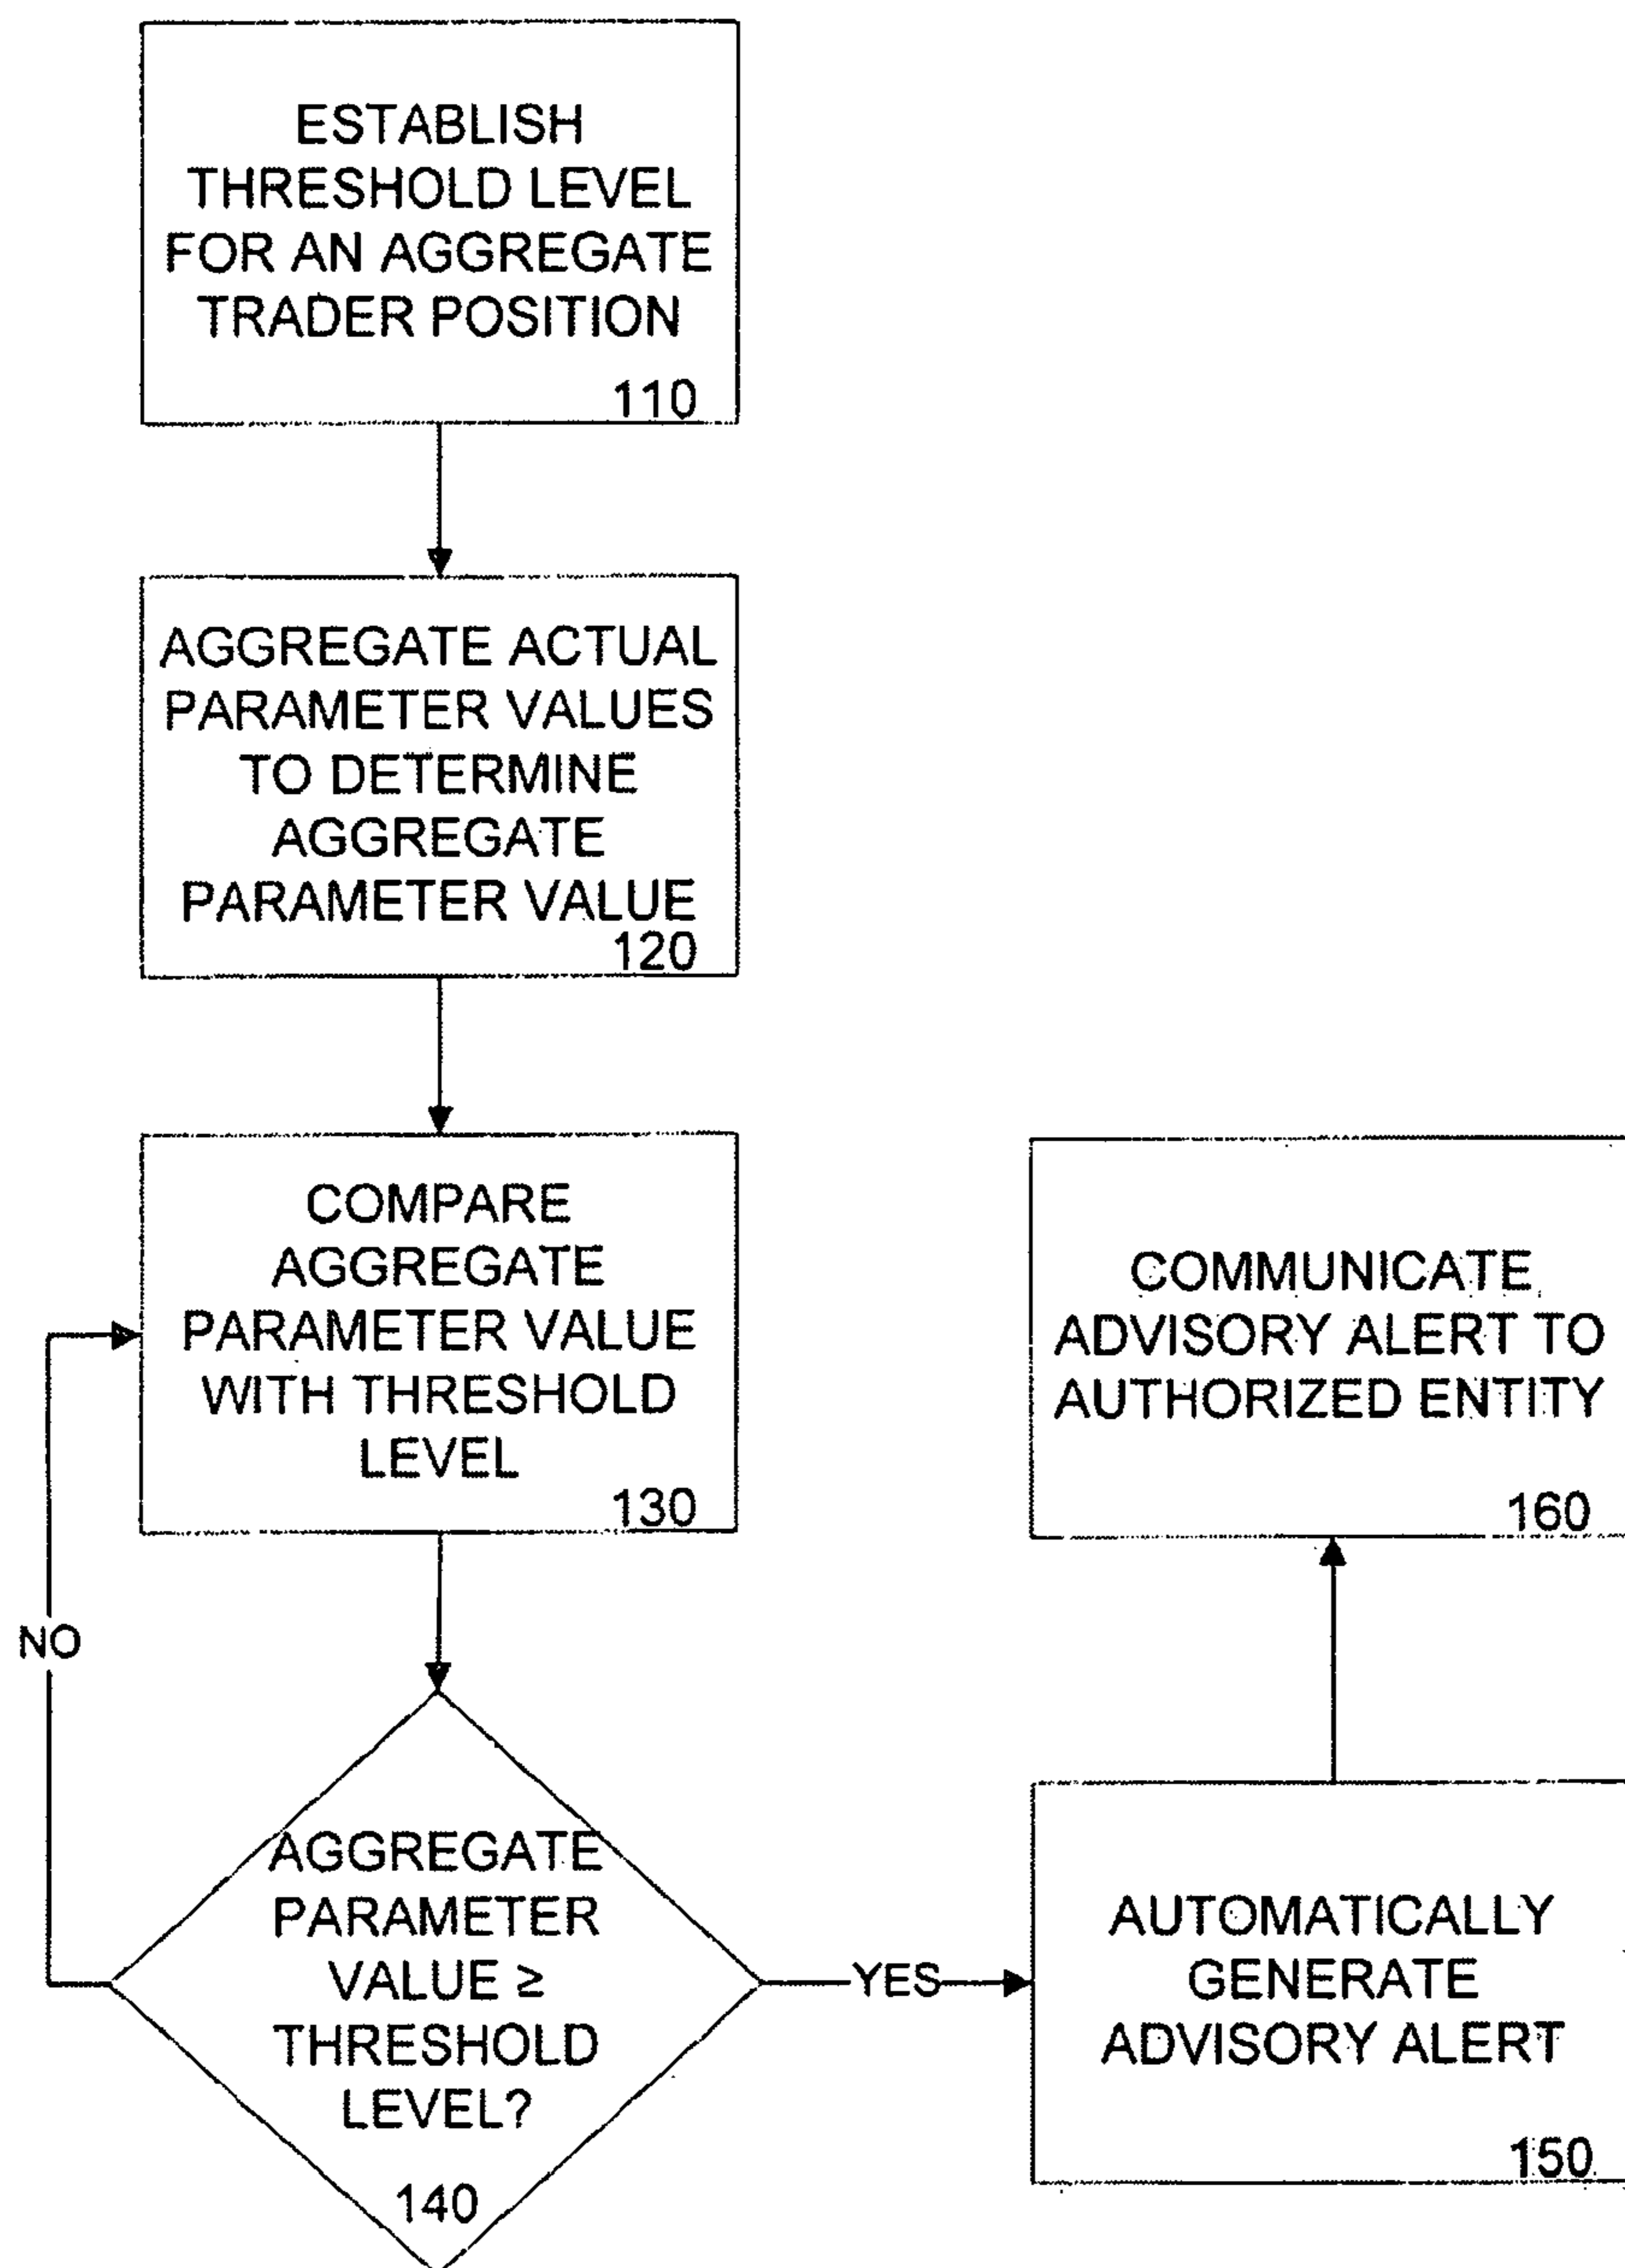 ESTABLISH
THRESHOLD LEVEL
FOR AN AGGREGATE
TRADER POSITION
110
AGGREGATE ACTUAL
PARAMETER VALUES
TO DETERMINE
AGGREGATE
PARAMETER VALUE
120
COMPARE
AGGREGATE
PARAMETER VALUE
WITH THRESHOLD
LEVEL
130
NO
AGGREGATE
PARAMETER
VALUE ≥
THRESHOLD
LEVEL?
140
YES
AUTOMATICALLY
GENERATE
ADVISORY ALERT
150
COMMUNICATE
ADVISORY ALERT TO
AUTHORIZED ENTITY
160